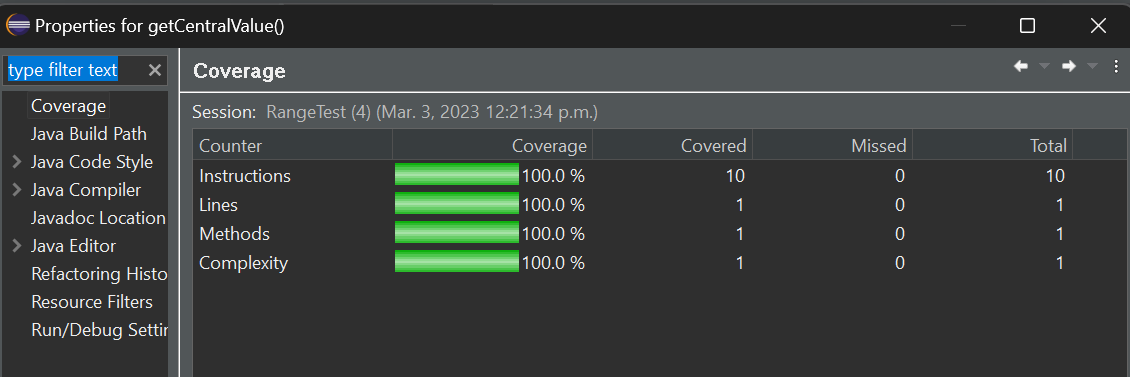 Properties for getCentralValue()
type filter text
Coverage
Java Build Path
Java Code Style
Java Compiler
Javadoc Location
Java Editor
Refactoring Histo
Resource Filters
Run/Debug Settin
Coverage
Session: RangeTest (4) (Mar. 3, 2023 12:21:34 p.m.)
Counter Coverage Covered Missed Total
Instructions 100.0 % 10 0 10
Lines 100.0 % 1 0 1
Methods 100.0 % 1 0 1
Complexity 100.0 % 1 0 1